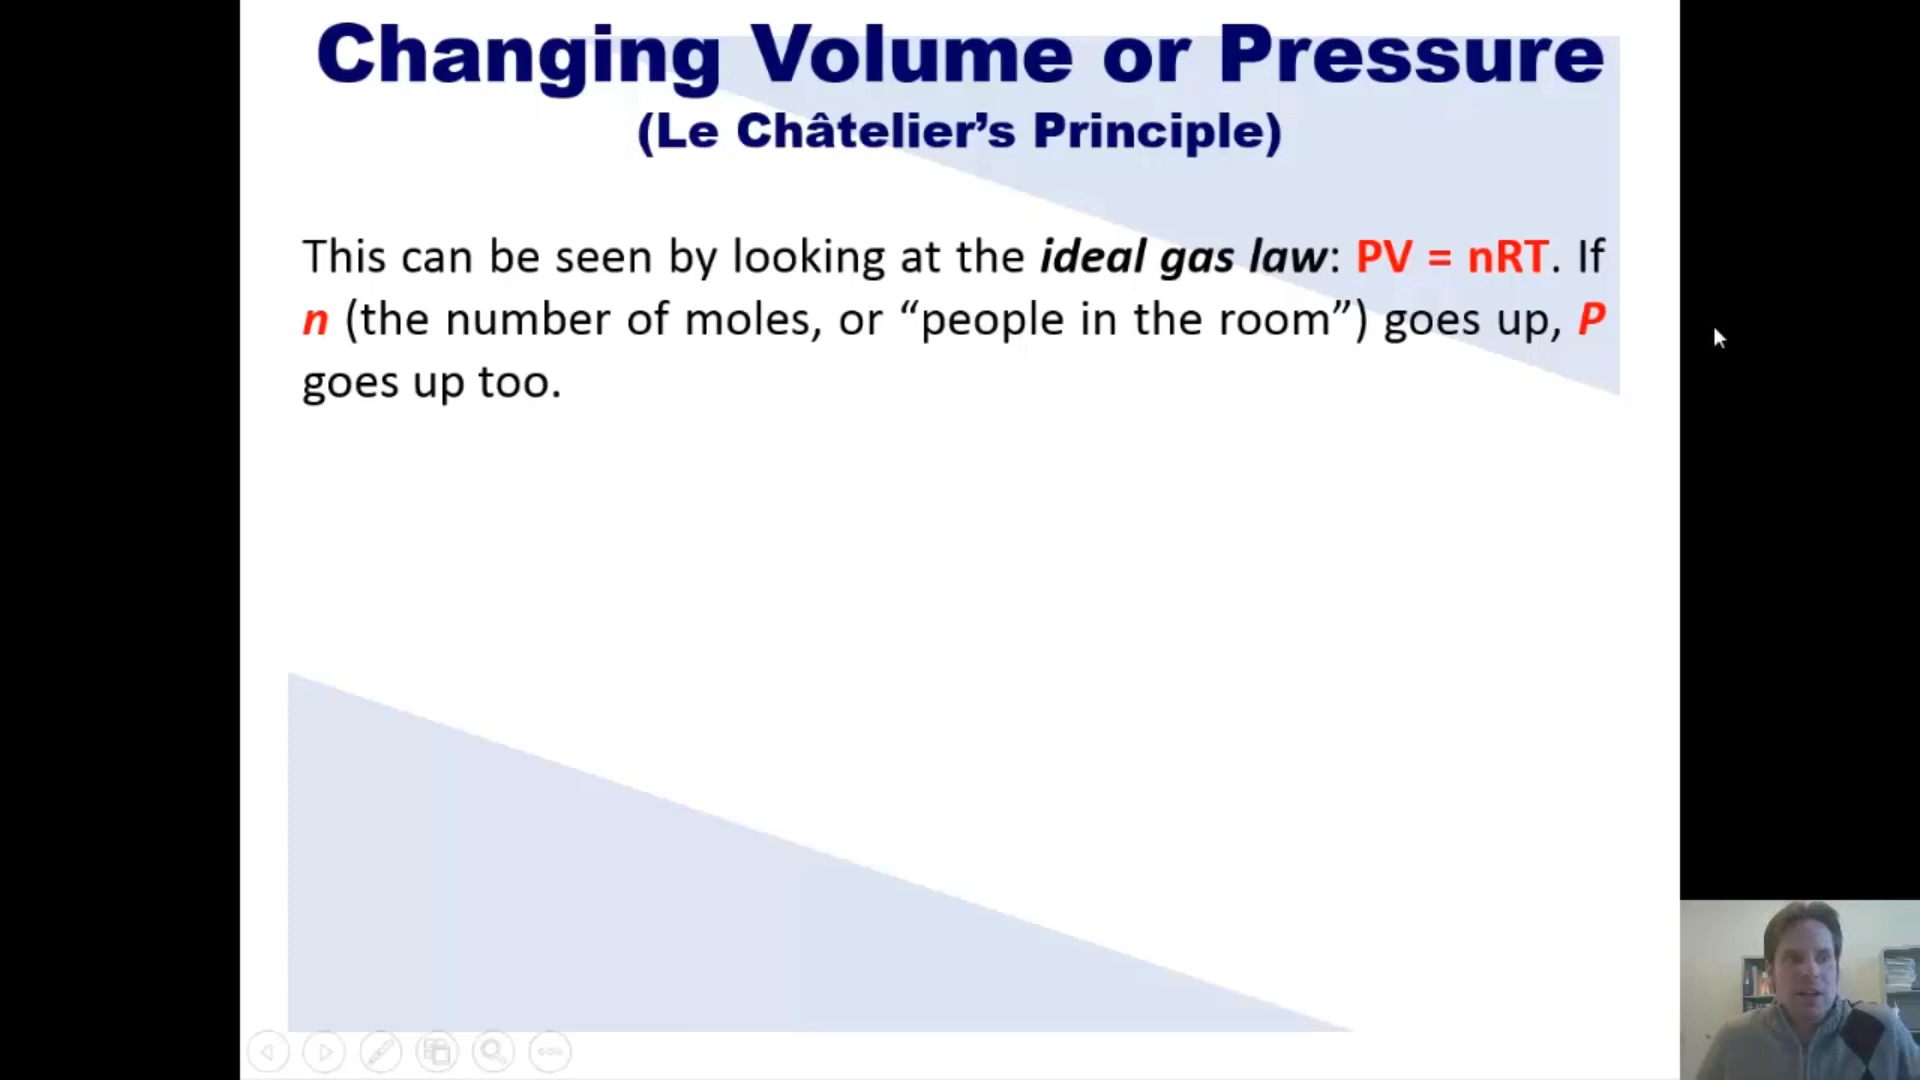 Changing Volume or Pressure
(Le Châtelier’s Principle)
This can be seen by looking at the ideal gas law: PV = nRT. If
n (the number of moles, or “people in the room”) goes up, P
goes up too.